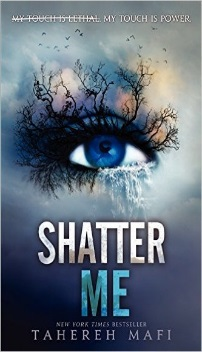 MY TOUCH IS LETHAL. MY TOUCH IS POWER.
SHATTER
ME
NEW YORK TIMES BESTSELLER
TAHEREH MAFI